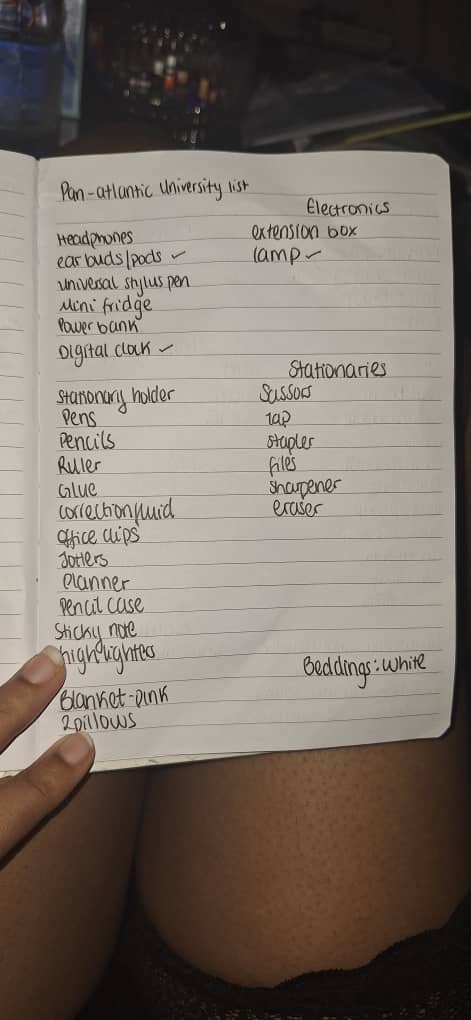 Pan-atlantic University list
Electronics
Headphones
extension box
ear buds/pods ✓
lamp ✓
universal stylus pen
Mini fridge
Power bank
Digital clock ✓
Stationaries
Stationary holder
Sussors
Pens
Tap
Pencils
stapler
Ruler
files
Glue
sharpener
correction fluid
eraser
office clips
Jotters
Planner
Pencil case
Sticky note
highlighters
Beddings: White
Blanket-pink
2 pillows